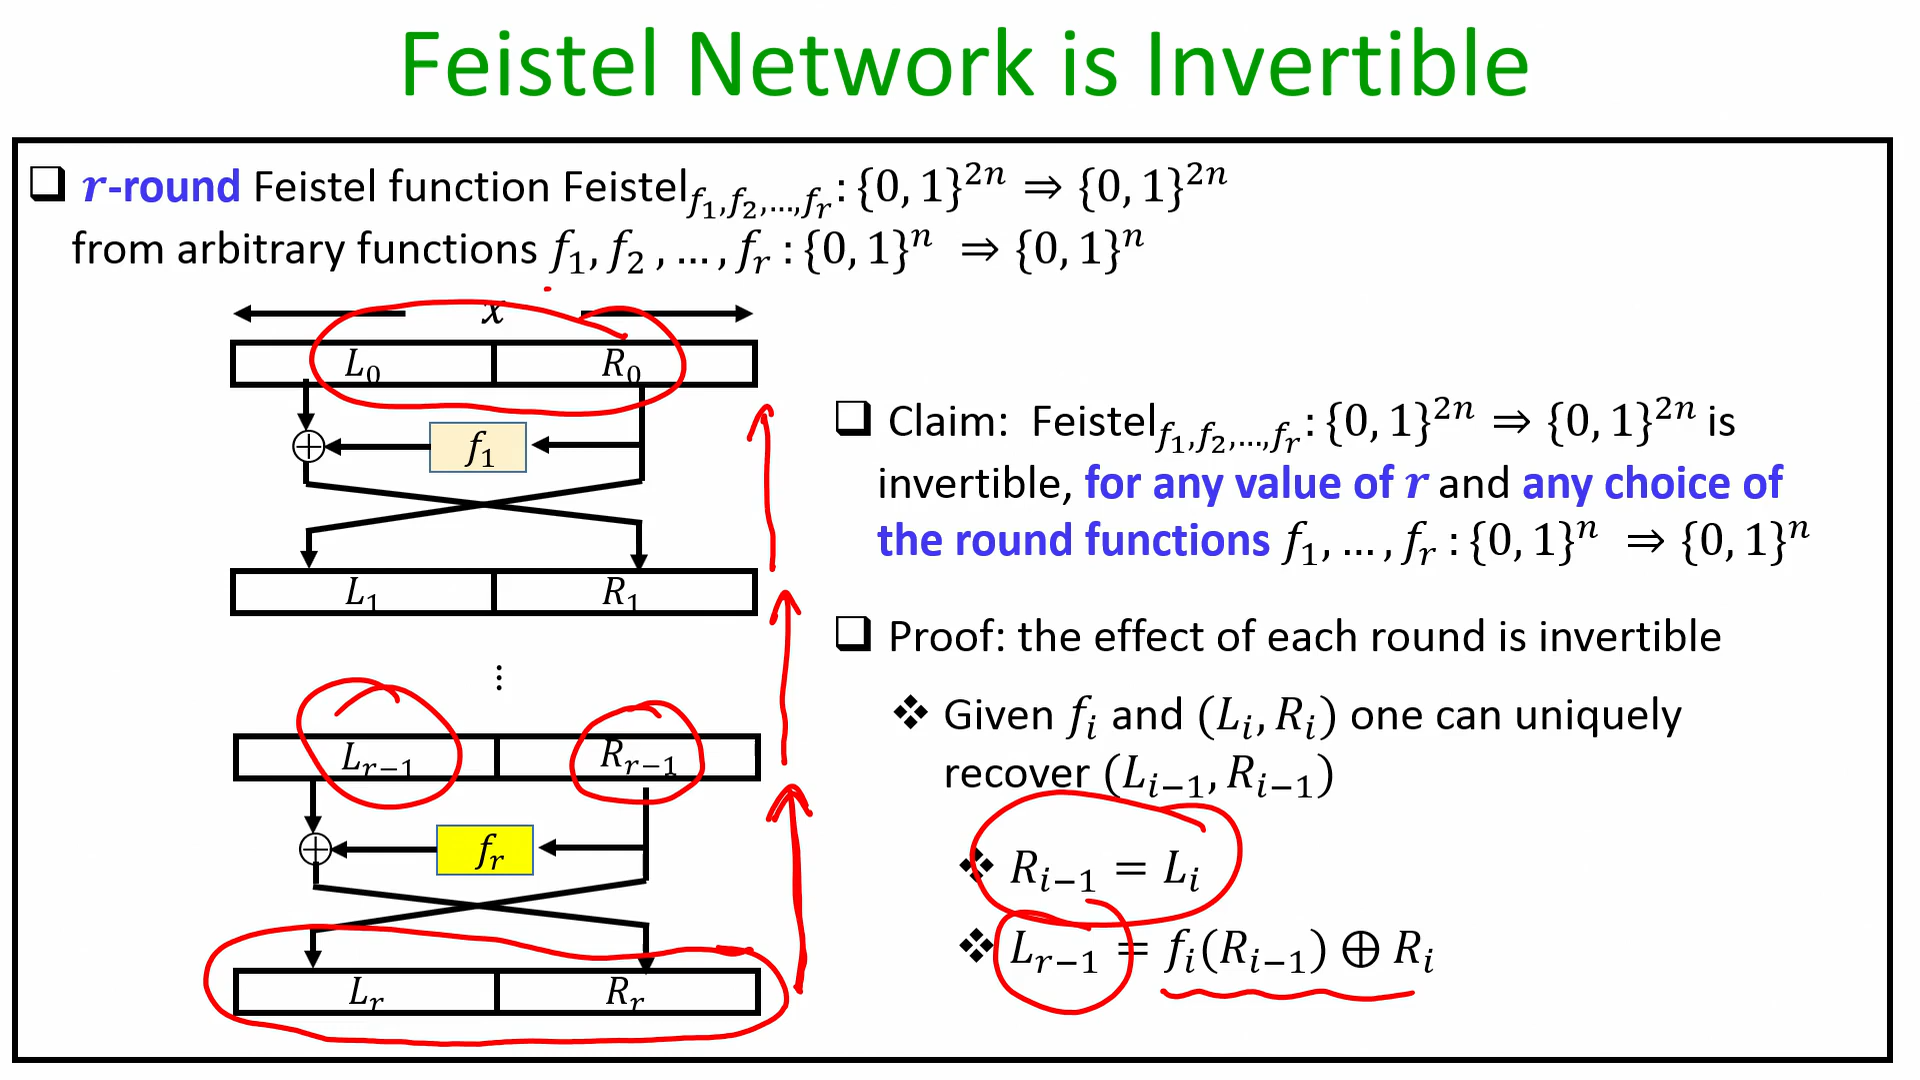 Feistel Network is Invertible
❑ r-round Feistel function Feistel_{f_1,f_2,…,f_r}: {0, 1}^{2n} ⇒ {0, 1}^{2n}
from arbitrary functions f_1, f_2 , … , f_r : {0, 1}^n ⇒ {0, 1}^n
x
L_0 R_0
f_1
L_1 R_1
⋮
L_{r−1} R_{r−1}
f_r
L_r R_r
❑ Claim: Feistel_{f_1,f_2,…,f_r}: {0, 1}^{2n} ⇒ {0, 1}^{2n} is
invertible, for any value of r and any choice of
the round functions f_1, … , f_r : {0, 1}^n ⇒ {0, 1}^n
❑ Proof: the effect of each round is invertible
❖ Given f_i and (L_i, R_i) one can uniquely
recover (L_{i−1}, R_{i−1})
❖ R_{i−1} = L_i
❖ L_{r−1} = f_i(R_{i−1}) ⊕ R_i